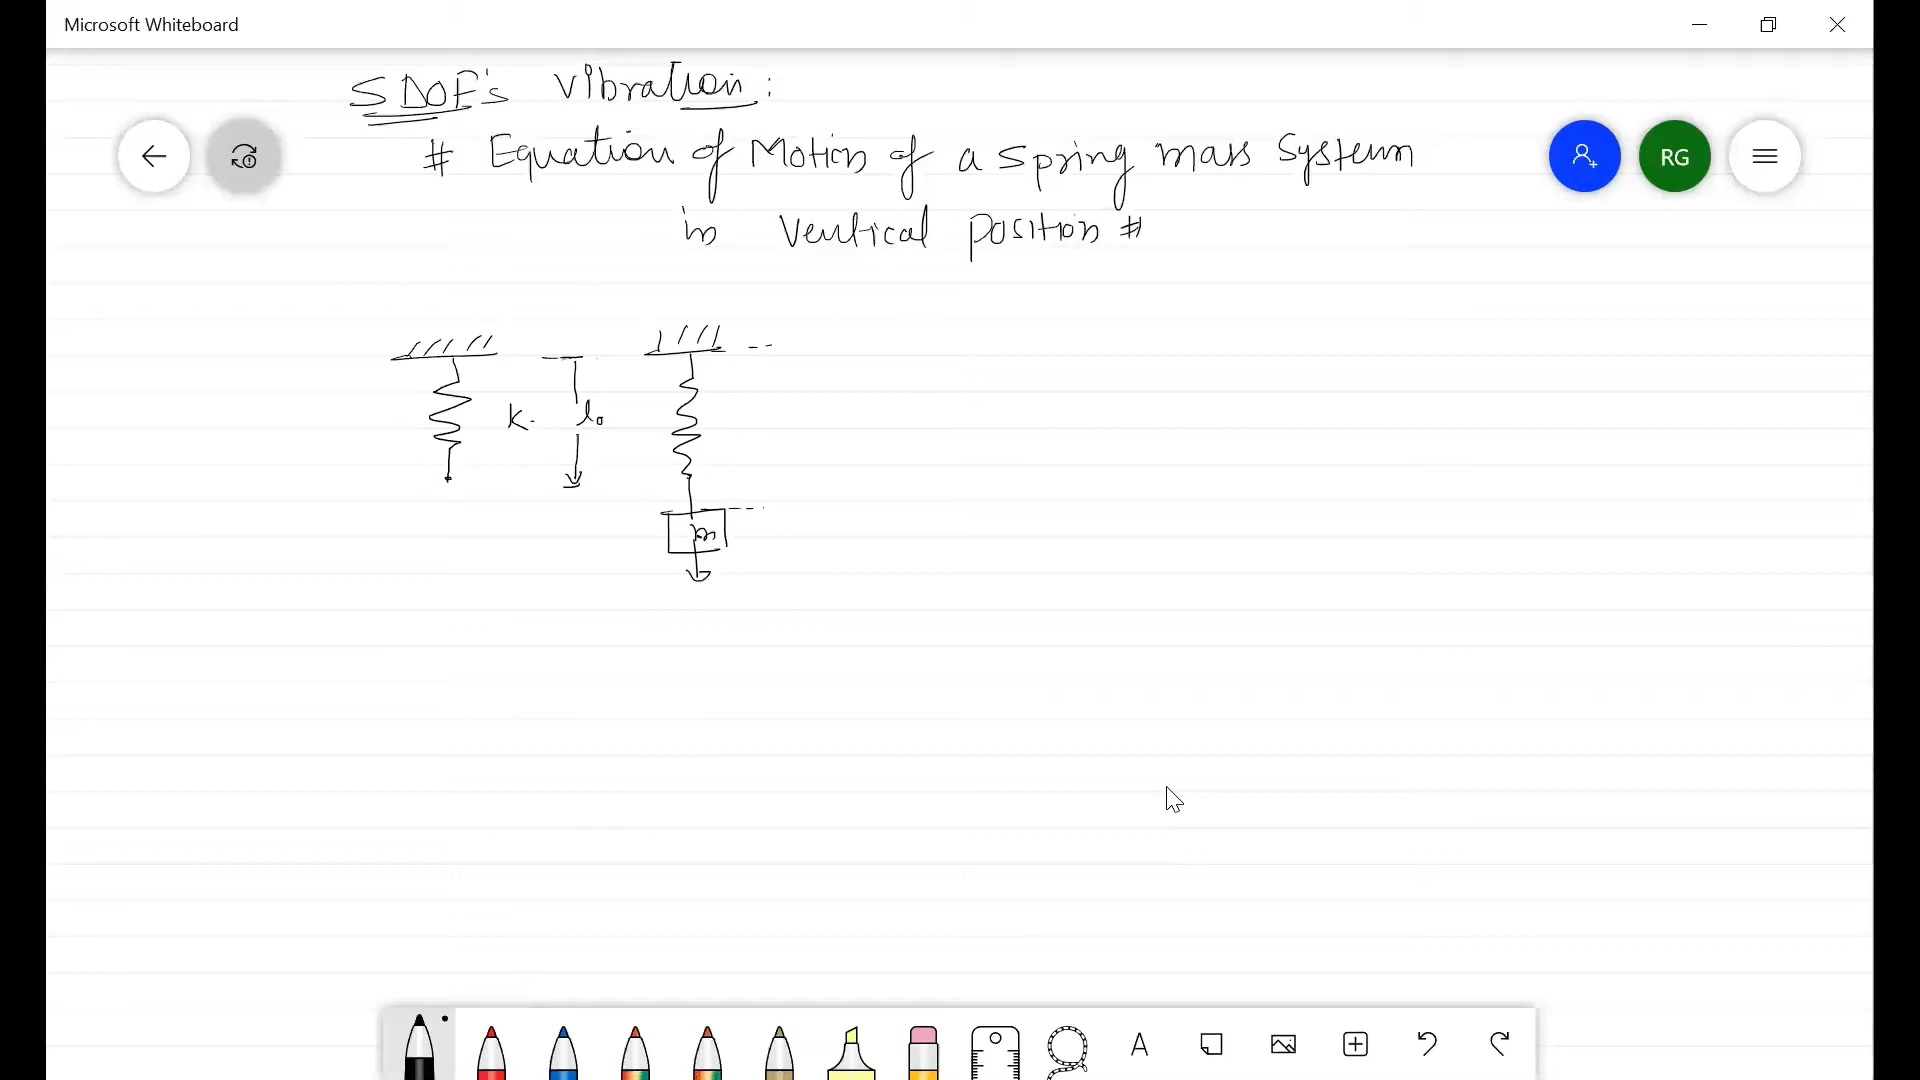 Microsoft Whiteboard
SDOF's Vibration:
# Equation of Motion of a spring mass System
in Vertical position #
RG
K. l₀
m
A